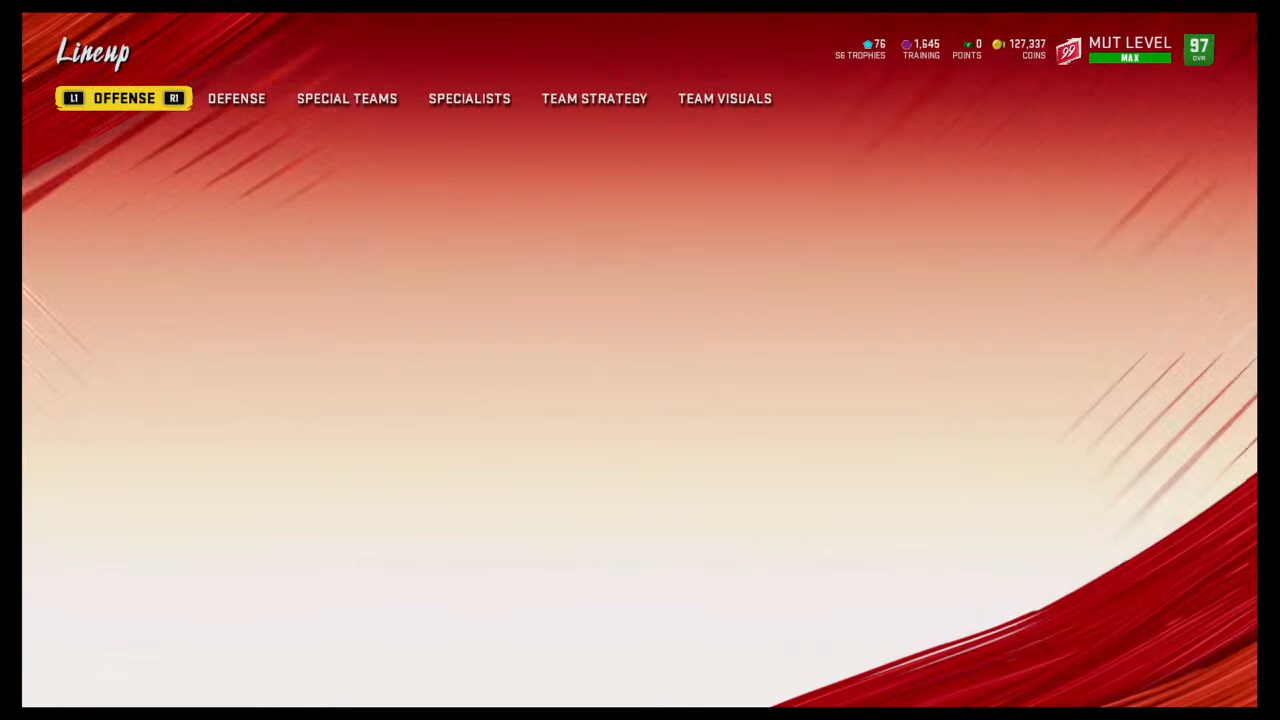 Lineup
76 1,645 0 127,337 MUT LEVEL 97
S6 TROPHIES TRAINING POINTS COINS 99 MAX OVR
L1 OFFENSE R1 DEFENSE SPECIAL TEAMS SPECIALISTS TEAM STRATEGY TEAM VISUALS